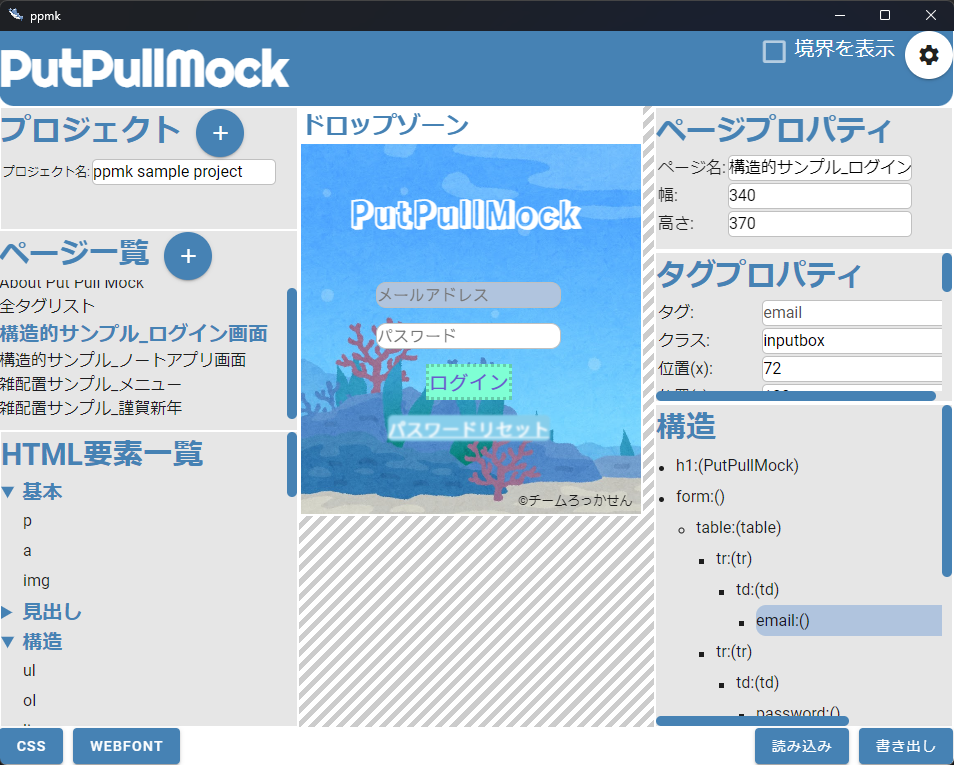 ppmk
PutPullMock
境界を表示
プロジェクト
+
プロジェクト名:
ppmk sample project
ページ一覧
+
About Put Pull Mock
全タグリスト
構造的サンプル_ログイン画面
構造的サンプル_ノートアプリ画面
雑配置サンプル_メニュー
雑配置サンプル_謹賀新年
HTML要素一覧
基本
p
a
img
見出し
構造
ul
ol
ドロップゾーン
PutPullMock
メールアドレス
パスワード
ログイン
パスワードリセット
©チームろっかせん
ページプロパティ
ページ名:
構造的サンプル_ログイン
幅:
340
高さ:
370
タグプロパティ
タグ:
email
クラス:
inputbox
位置(x):
72
構造
h1:(PutPullMock)
form:()
table:(table)
tr:(tr)
td:(td)
email:()
tr:(tr)
td:(td)
password:()
CSS
WEBFONT
読み込み
書き出し